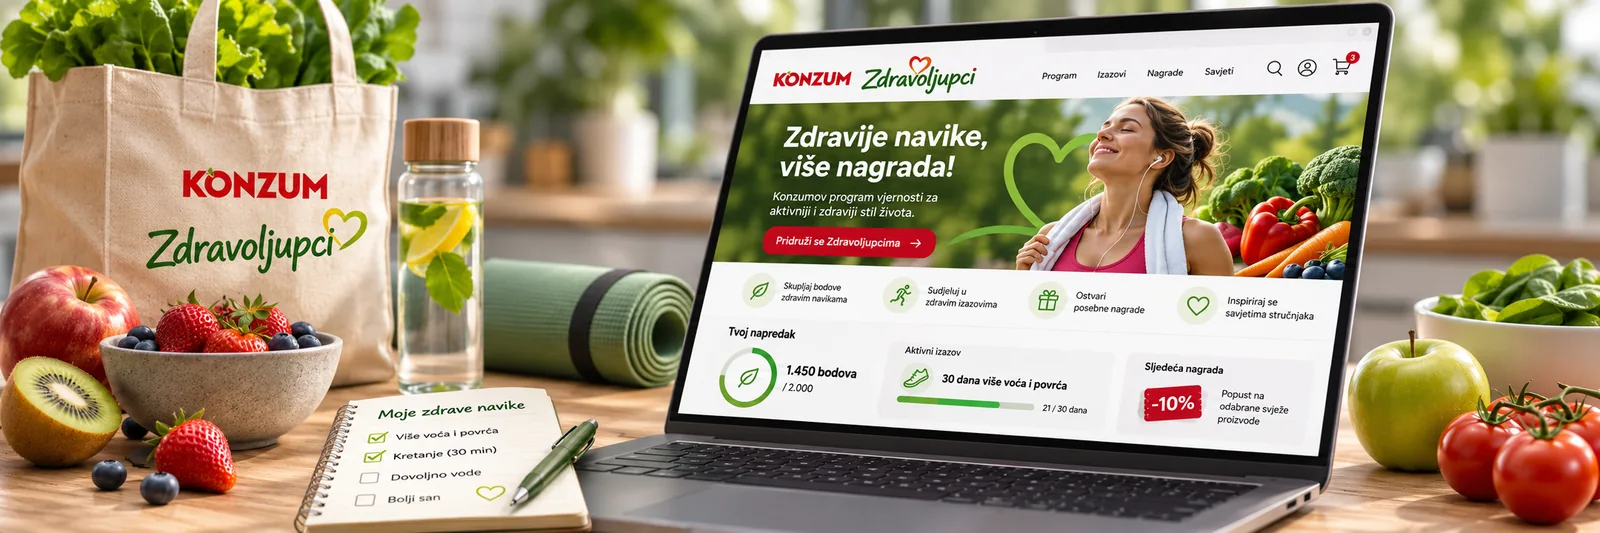 KONZUM
Zdravoljupci
Moje zdrave navike
Više voća i povrća
Kretanje (30 min)
Dovoljno vode
Bolji san
KONZUM Zdravoljupci
Program Izazovi Nagrade Savjeti
3
Zdravije navike,
više nagrada!
Konzumov program vjernosti za
aktivniji i zdraviji stil života.
Pridruži se Zdravoljupcima →
Skupljaj bodove
zdravim navikama
Sudjeluj u
zdravim izazovima
Ostvari
posebne nagrade
Inspiriraj se
savjetima stručnjaka
Tvoj napredak
1.450 bodova
/ 2.000
Aktivni izazov
30 dana više voća i povrća
21 / 30 dana
Sljedeća nagrada
-10%
Popust na
odabrane svježe
proizvode